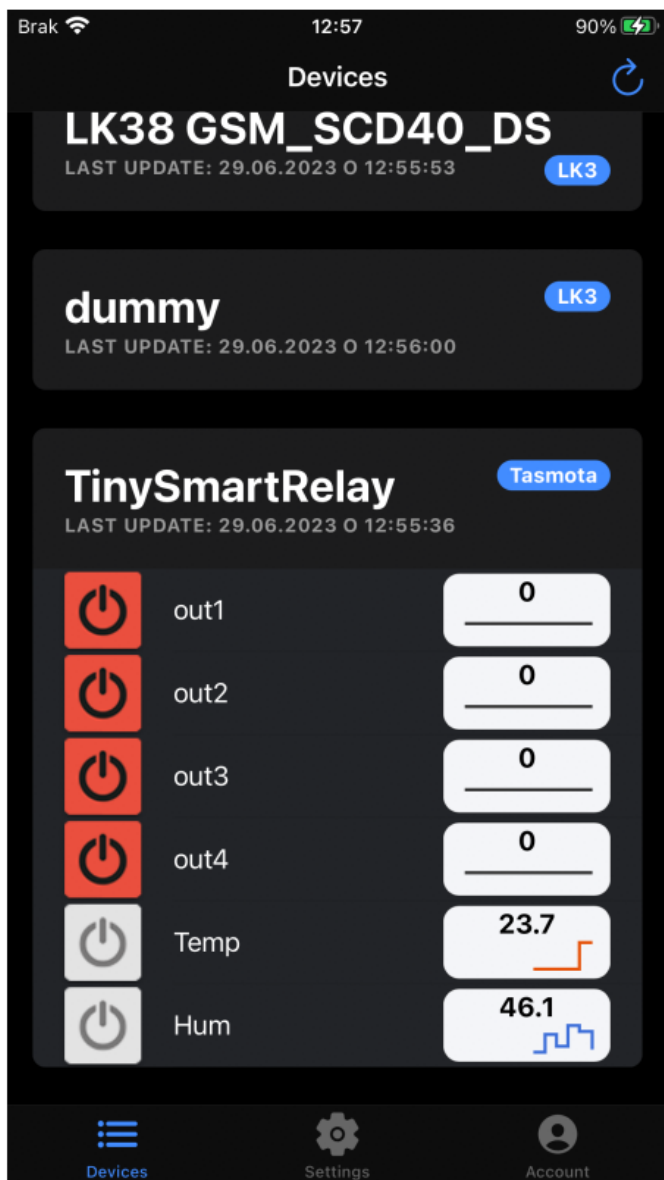 Brak 12:57 90%
Devices
LK38 GSM_SCD40_DS
LAST UPDATE: 29.06.2023 O 12:55:53 LK3
dummy LK3
LAST UPDATE: 29.06.2023 O 12:56:00
TinySmartRelay Tasmota
LAST UPDATE: 29.06.2023 O 12:55:36
out1 0
out2 0
out3 0
out4 0
Temp 23.7
Hum 46.1
Devices Settings Account